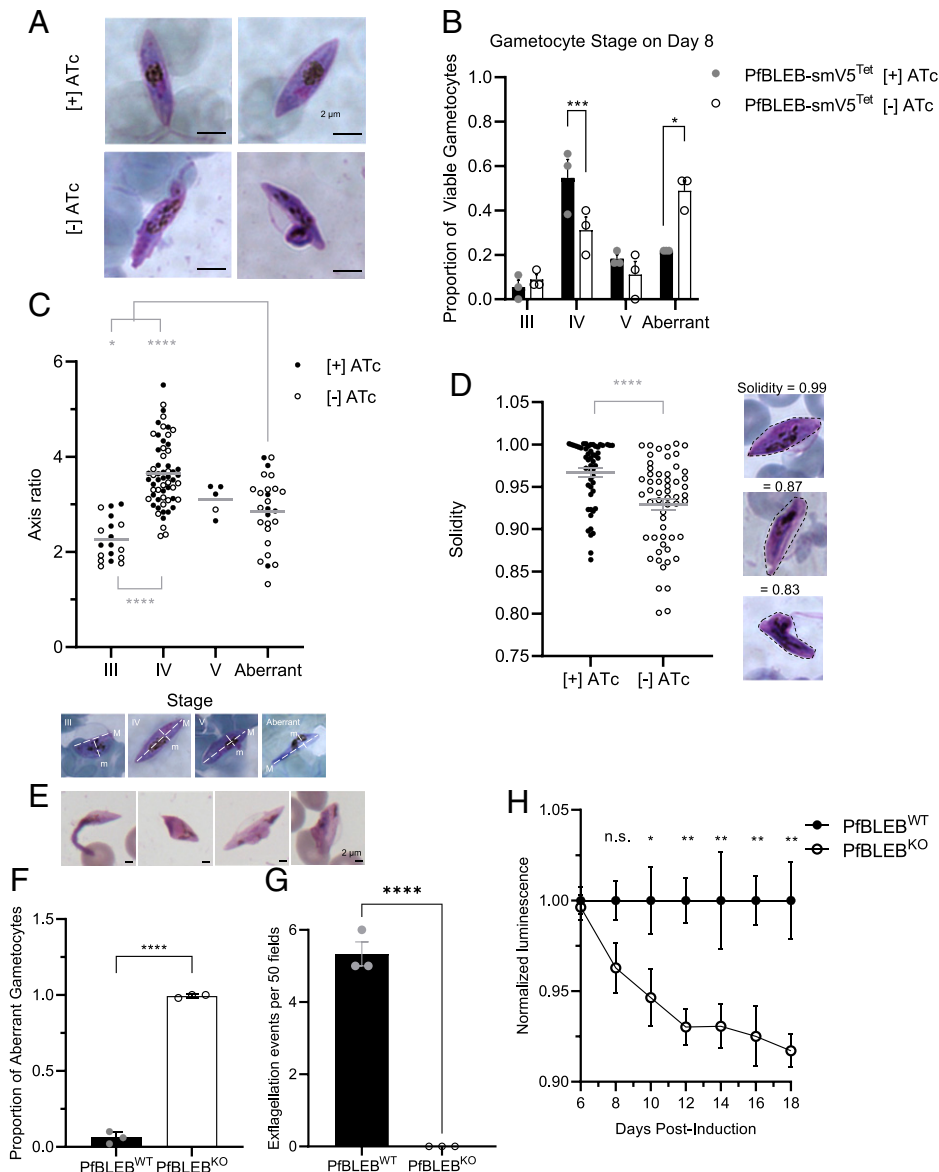 A
[+] ATc
2 µm
[-] ATc
B
Gametocyte Stage on Day 8
PfBLEB-smV5Tet [+] ATc
PfBLEB-smV5Tet [-] ATc
Proportion of Viable Gametocytes
1.0
0.8
0.6
0.4
0.2
0.0
***
*
III IV V Aberrant
C
* ****
[+] ATc
[-] ATc
Axis ratio
6
4
2
0
****
III IV V Aberrant
Stage
III M m
IV M m
V M m
Aberrant M m
D
****
Solidity
1.05
1.00
0.95
0.90
0.85
0.80
0.75
[+] ATc [-] ATc
Solidity = 0.99
= 0.87
= 0.83
E
2 µm
F
Proportion of Aberrant Gametocytes
1.5
1.0
0.5
0.0
****
PfBLEBWT PfBLEBKO
G
Exflagellation events per 50 fields
6
4
2
0
****
PfBLEBWT PfBLEBKO
H
Normalized luminescence
1.00
1.00
0.95
0.90
n.s. * ** ** ** **
PfBLEBWT
PfBLEBKO
6 8 10 12 14 16 18
Days Post-Induction